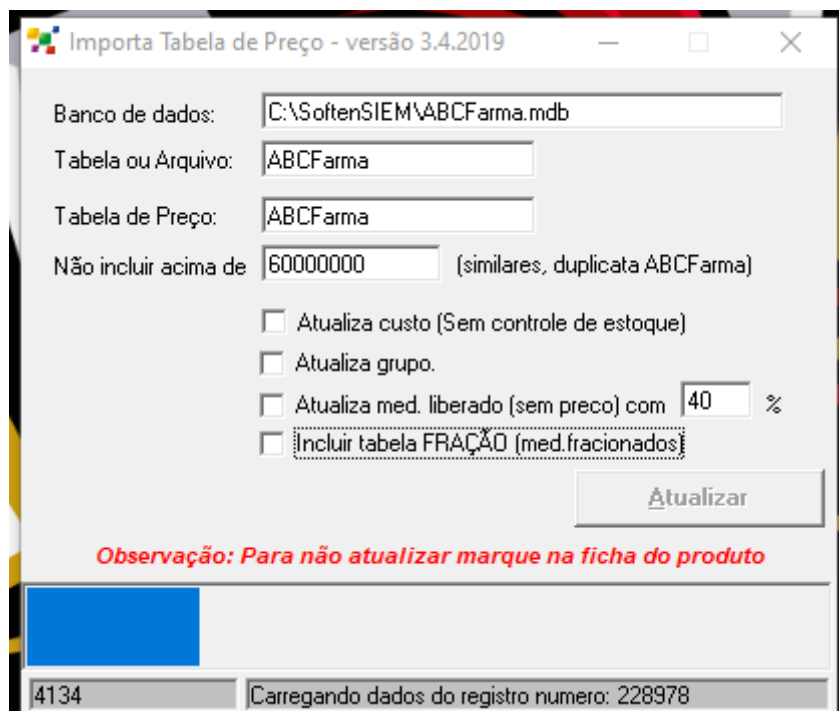 Importa Tabela de Preço - versão 3.4.2019
Banco de dados: C:\SoftenSIEM\ABCFarma.mdb
Tabela ou Arquivo: ABCFarma
Tabela de Preço: ABCFarma
Não incluir acima de 60000000 (similares, duplicata ABCFarma)
Atualiza custo (Sem controle de estoque)
Atualiza grupo.
Atualiza med. liberado (sem preco) com 40 %
Incluir tabela FRAÇÃO (med.fracionados)
Atualizar
Observação: Para não atualizar marque na ficha do produto
4134 Carregando dados do registro numero: 228978